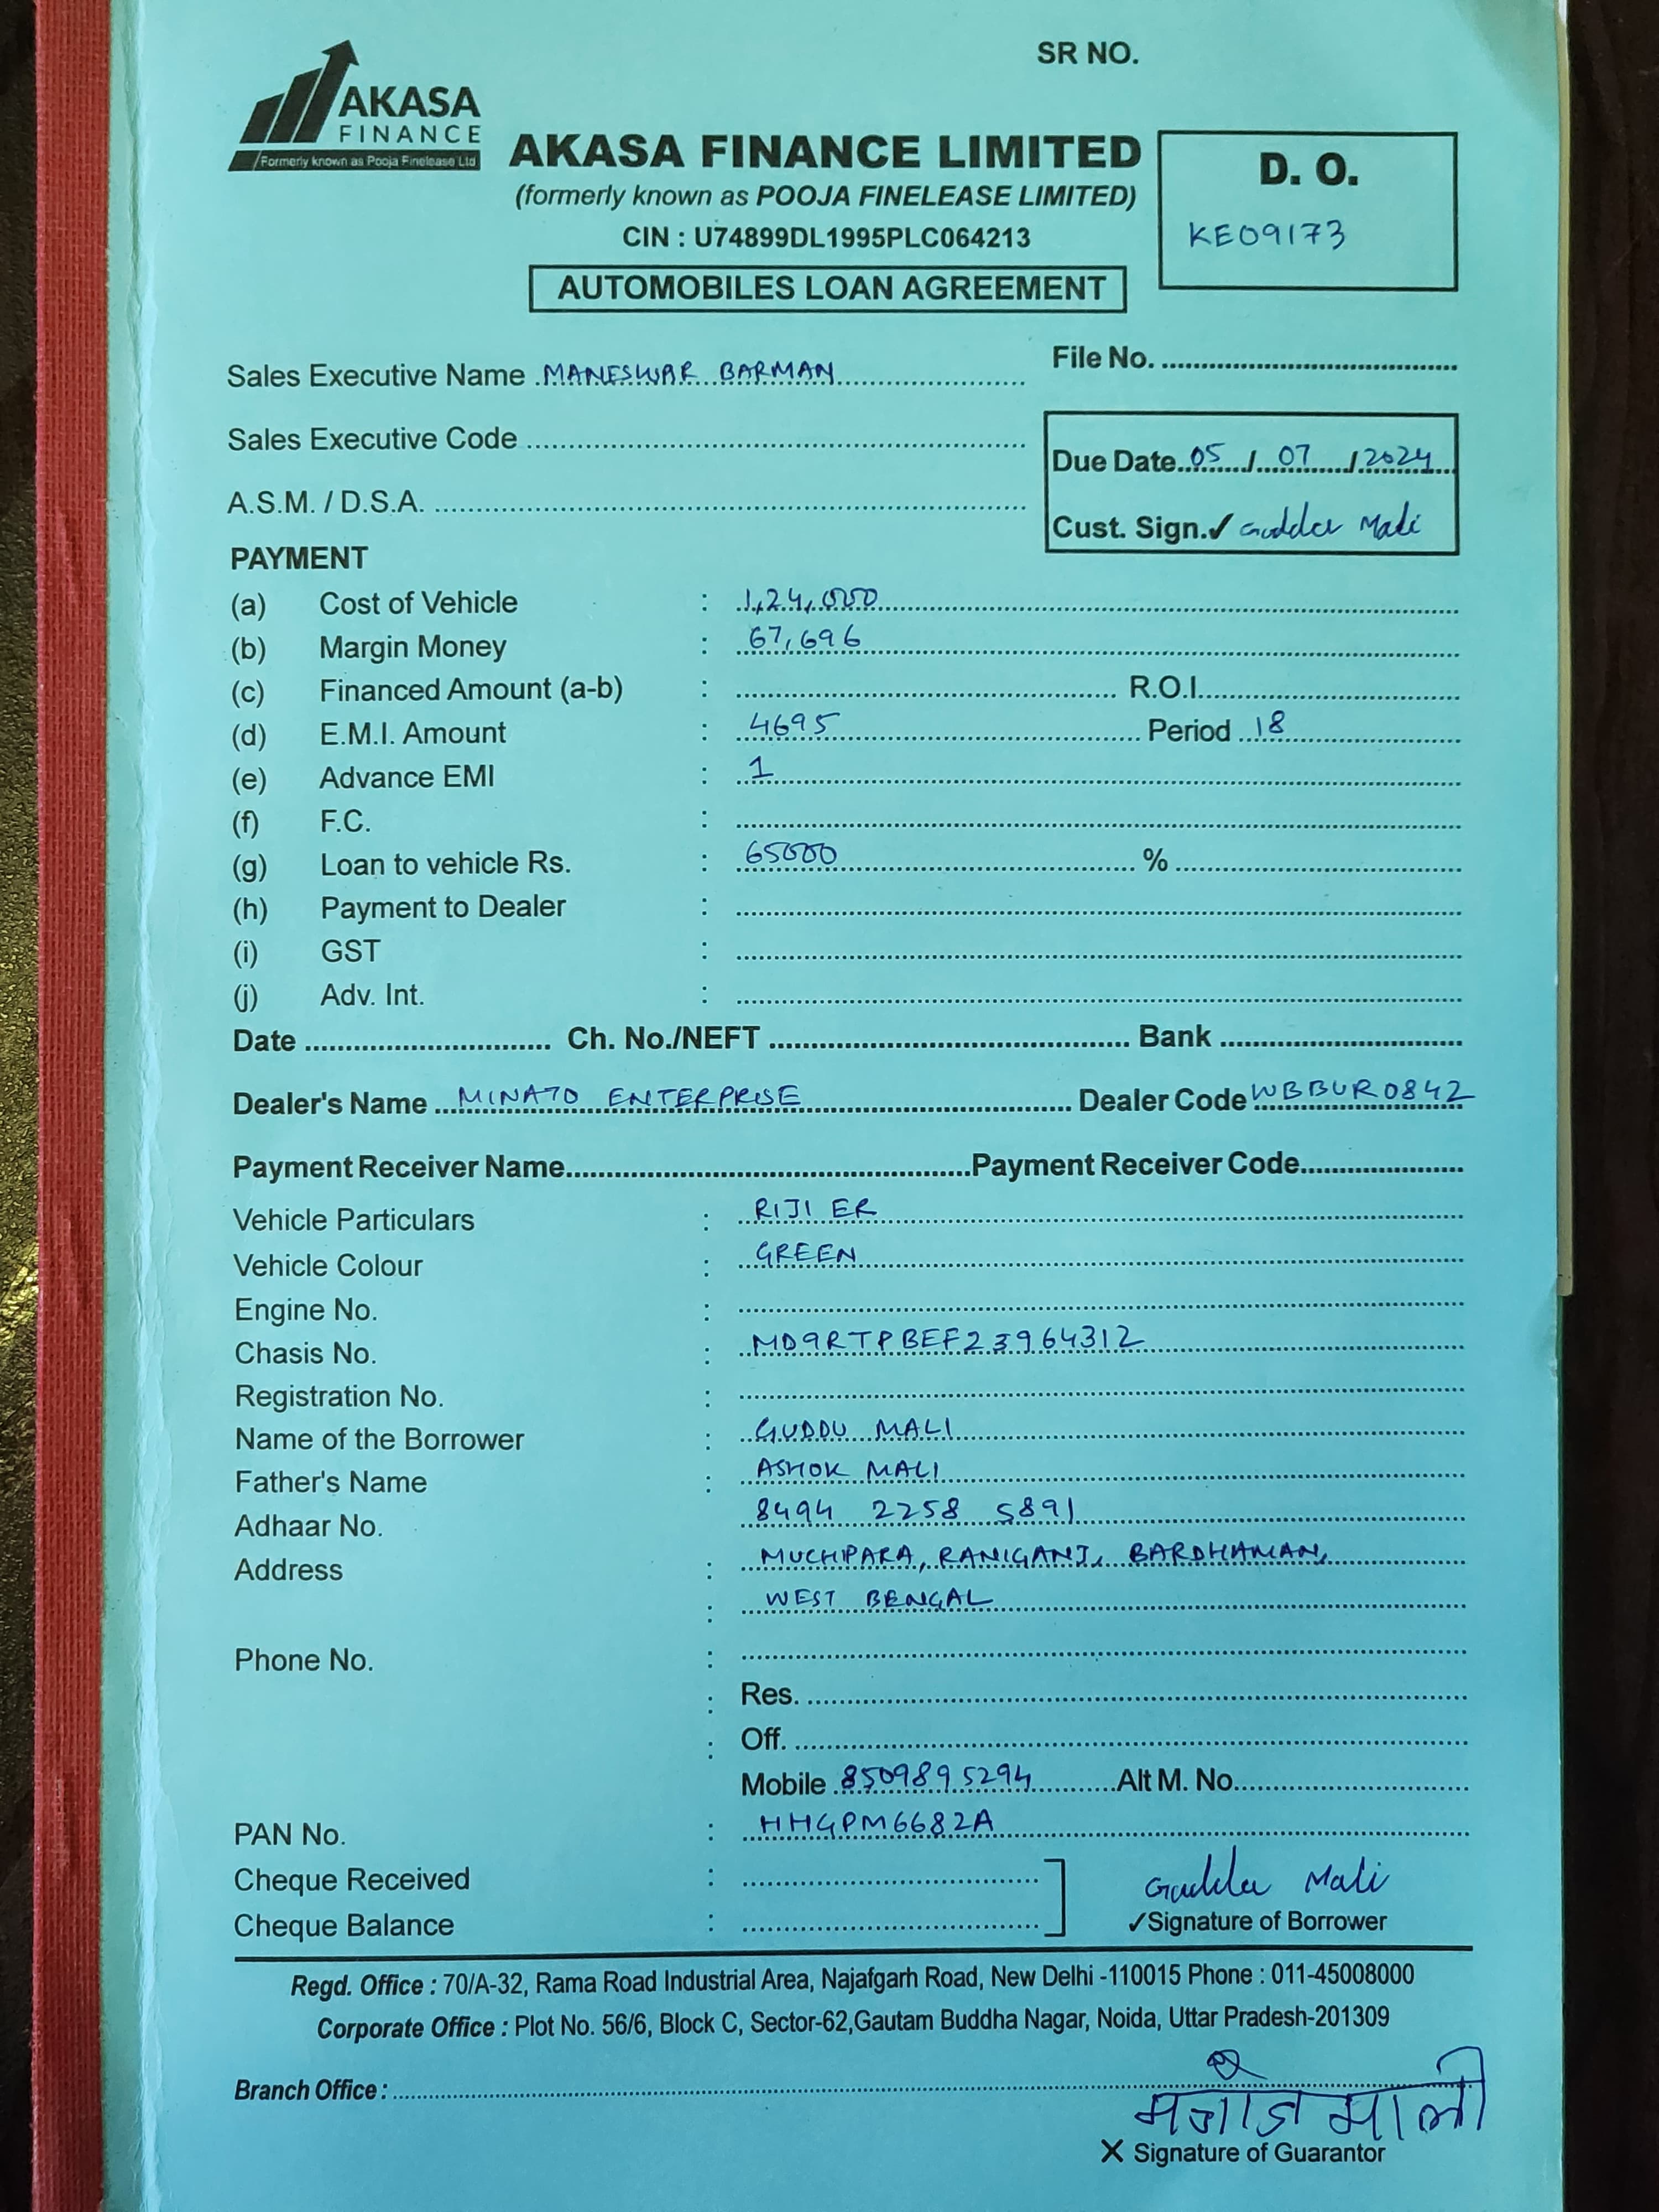 SR NO.
AKASA
FINANCE
Formerly known as Pooja Finelease Ltd
AKASA FINANCE LIMITED
(formerly known as POOJA FINELEASE LIMITED)
CIN : U74899DL1995PLC064213
AUTOMOBILES LOAN AGREEMENT
D. O.
KE09173
Sales Executive Name MANESWAR BARMAN
File No.
Sales Executive Code
Due Date 05 / 07 / 2024
A.S.M. / D.S.A.
Cust. Sign.✓ Guddu Mali
PAYMENT
(a) Cost of Vehicle : 1,24,000
(b) Margin Money : 67,696
(c) Financed Amount (a-b) : R.O.I.
(d) E.M.I. Amount : 4695 Period 18
(e) Advance EMI : 1
(f) F.C. :
(g) Loan to vehicle Rs. : 65000 %
(h) Payment to Dealer :
(i) GST :
(j) Adv. Int. :
Date Ch. No./NEFT Bank
Dealer's Name MINATO ENTERPRISE Dealer Code WBBUR0842
Payment Receiver Name Payment Receiver Code
Vehicle Particulars : RIJI ER
Vehicle Colour : GREEN
Engine No. :
Chasis No. : MD9RTPBEF23964312
Registration No. :
Name of the Borrower : GUDDU MALI
Father's Name : ASHOK MALI
Adhaar No. 8494 2258 5891
Address : MUCHIPARA, RANIGANJ, BARDHAMAN,
: WEST BENGAL
Phone No. :
: Res.
: Off.
Mobile 8509895294 Alt M. No.
PAN No. : HHGPM6682A
Cheque Received :
Guddu Mali
Cheque Balance :
✓Signature of Borrower
Regd. Office : 70/A-32, Rama Road Industrial Area, Najafgarh Road, New Delhi -110015 Phone : 011-45008000
Corporate Office : Plot No. 56/6, Block C, Sector-62,Gautam Buddha Nagar, Noida, Uttar Pradesh-201309
Branch Office :
माली
X Signature of Guarantor